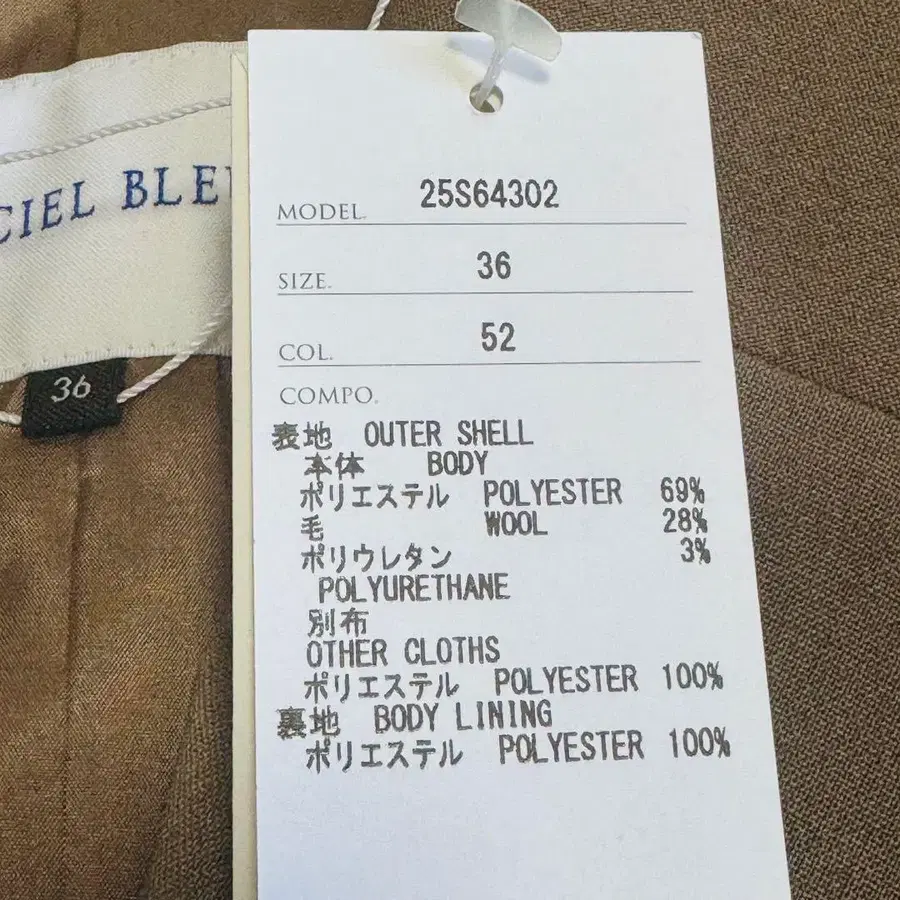 CIEL BLEU
36
MODEL. 25S64302
SIZE. 36
COL. 52
COMPO.
表地 OUTER SHELL
本体 BODY
ポリエステル POLYESTER 69%
毛 WOOL 28%
ポリウレタン 3%
POLYURETHANE
別布
OTHER CLOTHS
ポリエステル POLYESTER 100%
裏地 BODY LINING
ポリエステル POLYESTER 100%